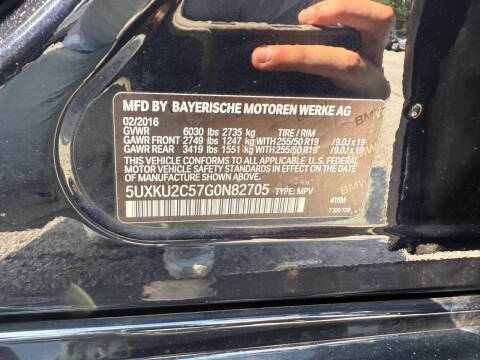 MFD BY BAYERISCHE MOTOREN WERKE AG
02/2016
GVWR 6030 lbs 2735 kg TIRE / RIM
GAWR FRONT 2749 lbs 1247 kg WITH 255/50 R19 /9.0J x 19
GAWR REAR 3419 lbs 1551 kg WITH 255/50 R19 /9.0J x 19
THIS VEHICLE CONFORMS TO ALL APPLICABLE U.S. FEDERAL
MOTOR VEHICLE SAFETY STANDARDS IN EFFECT ON THE DATE
OF MANUFACTURE SHOWN ABOVE.
5UXKU2C57G0N82705 TYPE: MPV
416M
BMW
BMW